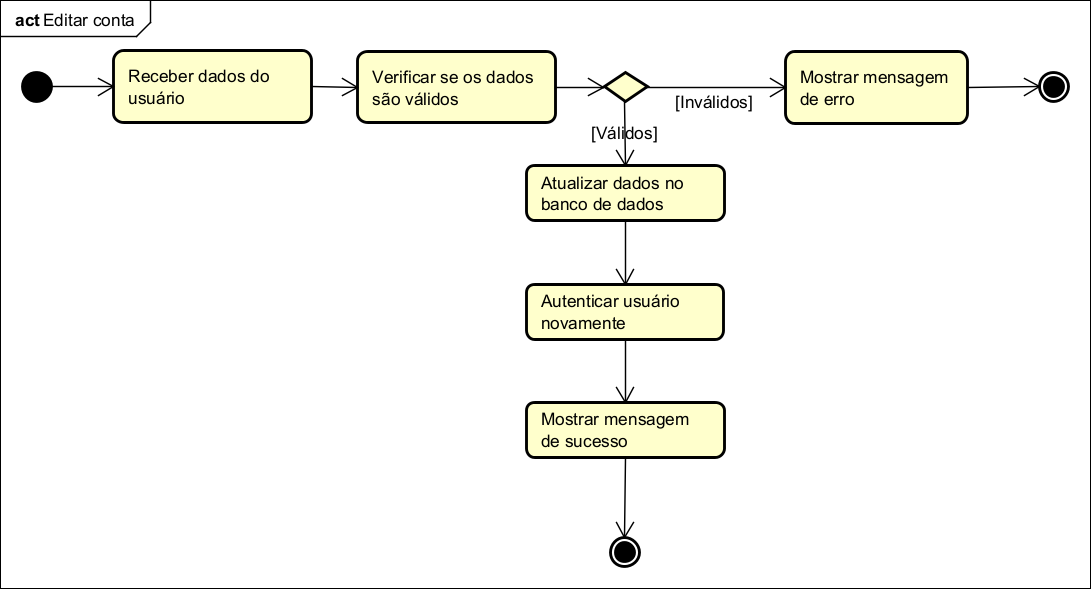 act Editar conta
Receber dados do
usuário
Verificar se os dados
são válidos
[Inválidos]
Mostrar mensagem
de erro
[Válidos]
Atualizar dados no
banco de dados
Autenticar usuário
novamente
Mostrar mensagem
de sucesso